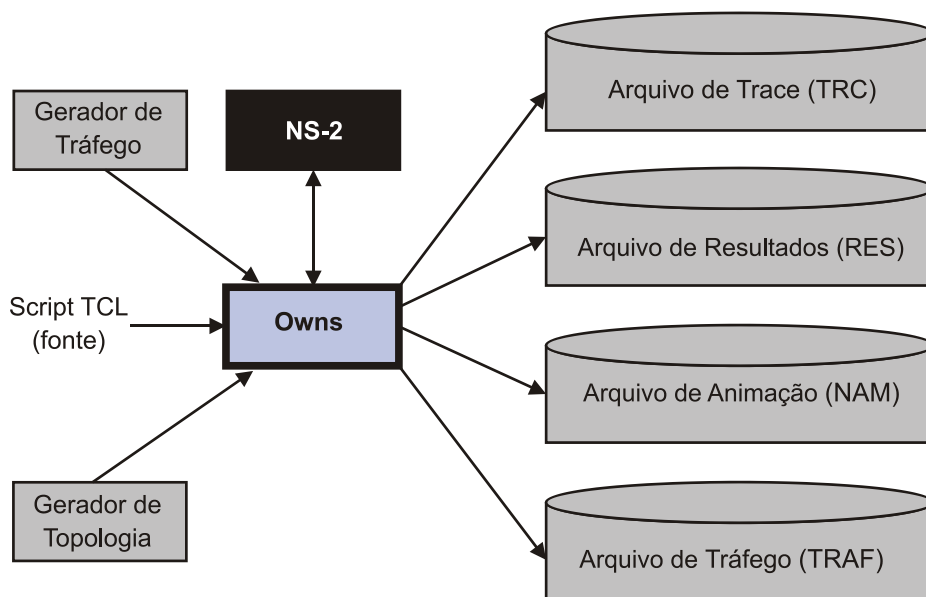 Gerador de
Tráfego
NS-2
Script TCL
(fonte)
Owns
Gerador de
Topologia
Arquivo de Trace (TRC)
Arquivo de Resultados (RES)
Arquivo de Animação (NAM)
Arquivo de Tráfego (TRAF)